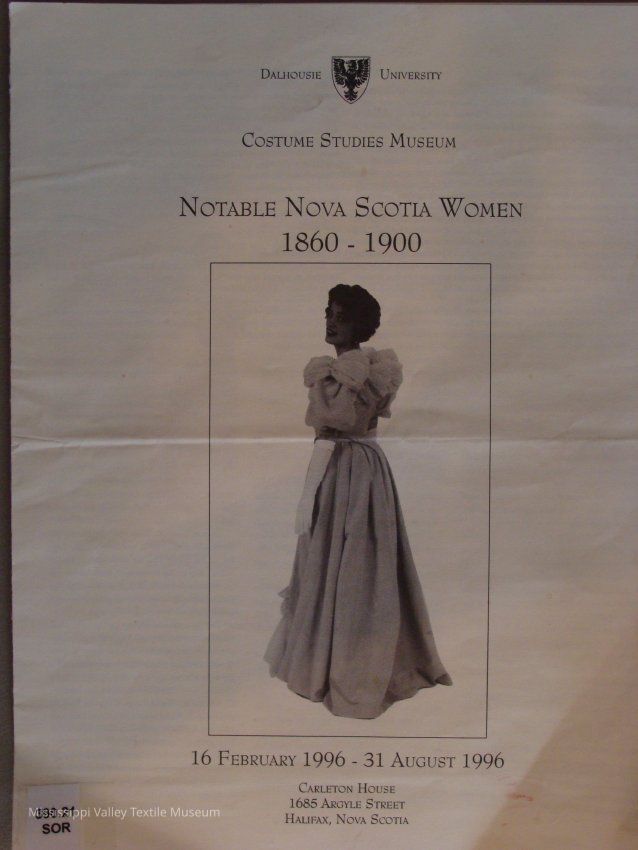 Dalhousie University
Costume Studies Museum
Notable Nova Scotia Women
1860 - 1900
16 February 1996 - 31 August 1996
Carleton House
1685 Argyle Street
Halifax, Nova Scotia
Mississippi Valley Textile Museum
SOR